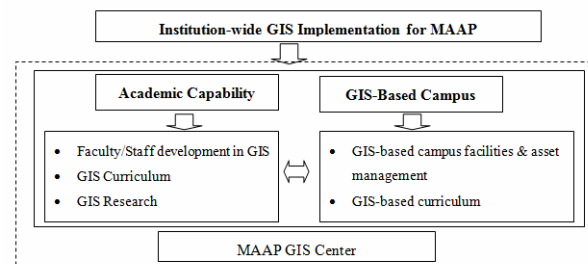 Institution-wide GIS Implementation for MAAP
Academic Capability
GIS-Based Campus
• Faculty/Staff development in GIS
• GIS Curriculum
• GIS Research
• GIS-based campus facilities & asset
management
• GIS-based curriculum
MAAP GIS Center